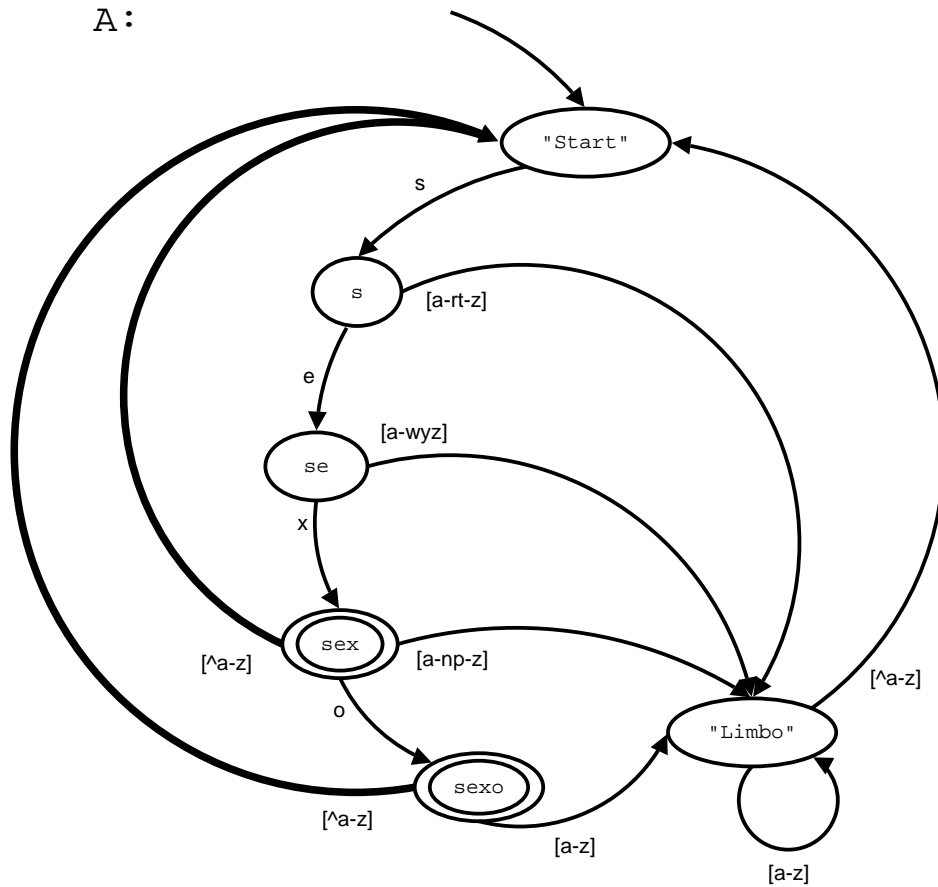 A:
"Start"
s
s
[a-rt-z]
e
[a-wyz]
se
x
sex
[^a-z]
[a-np-z]
[^a-z]
o
"Limbo"
sexo
[^a-z]
[a-z]
[a-z]